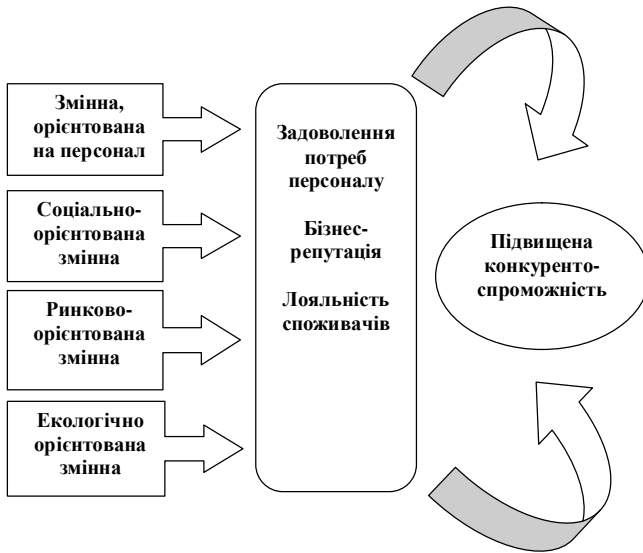 Змінна,
орієнтована
на персонал
Соціально-
орієнтована
змінна
Ринково-
орієнтована
змінна
Екологічно
орієнтована
змінна
Задоволення
потреб
персоналу
Бізнес-
репутація
Лояльність
споживачів
Підвищена
конкуренто-
спроможність